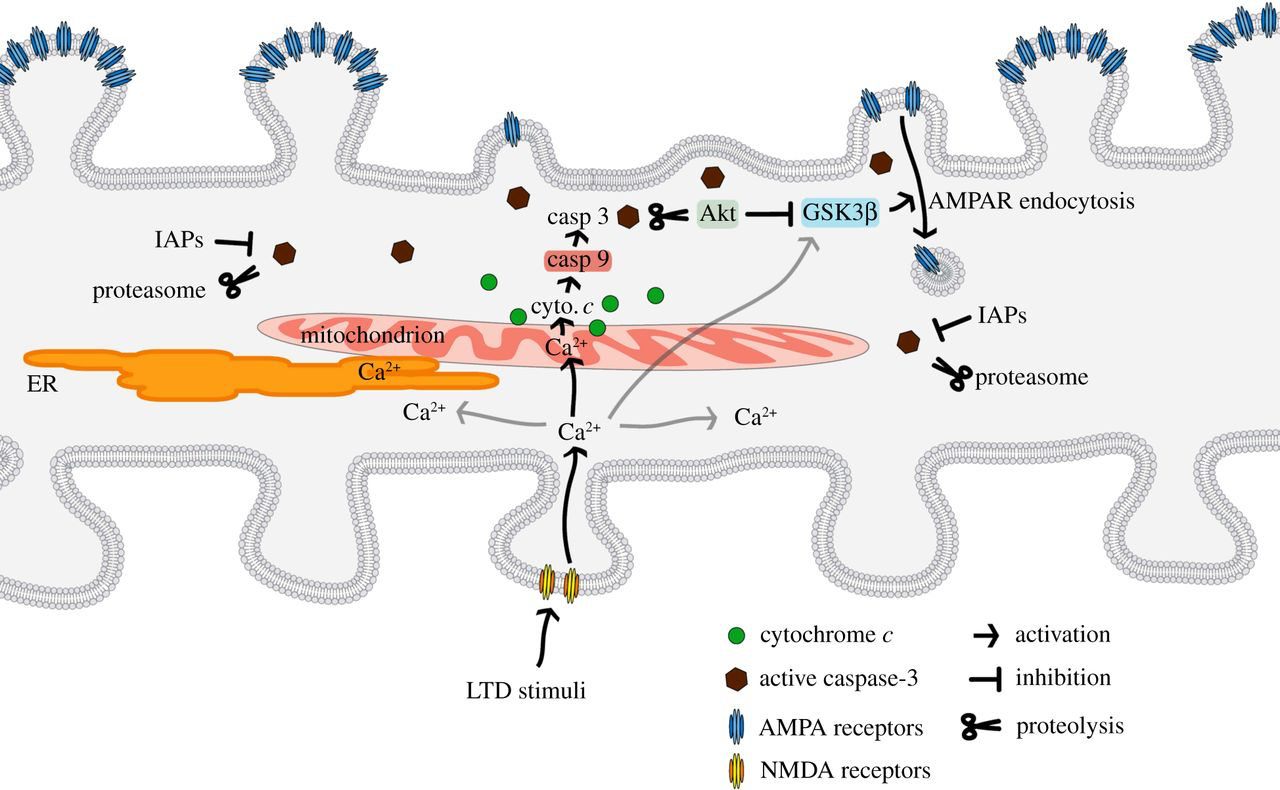 casp 3
Akt
GSK3β
AMPAR endocytosis
IAPs
casp 9
proteasome
cyto. c
IAPs
mitochondrion
Ca²⁺
Ca²⁺
ER
proteasome
Ca²⁺
Ca²⁺
Ca²⁺
LTD stimuli
cytochrome c
activation
active caspase-3
inhibition
AMPA receptors
proteolysis
NMDA receptors